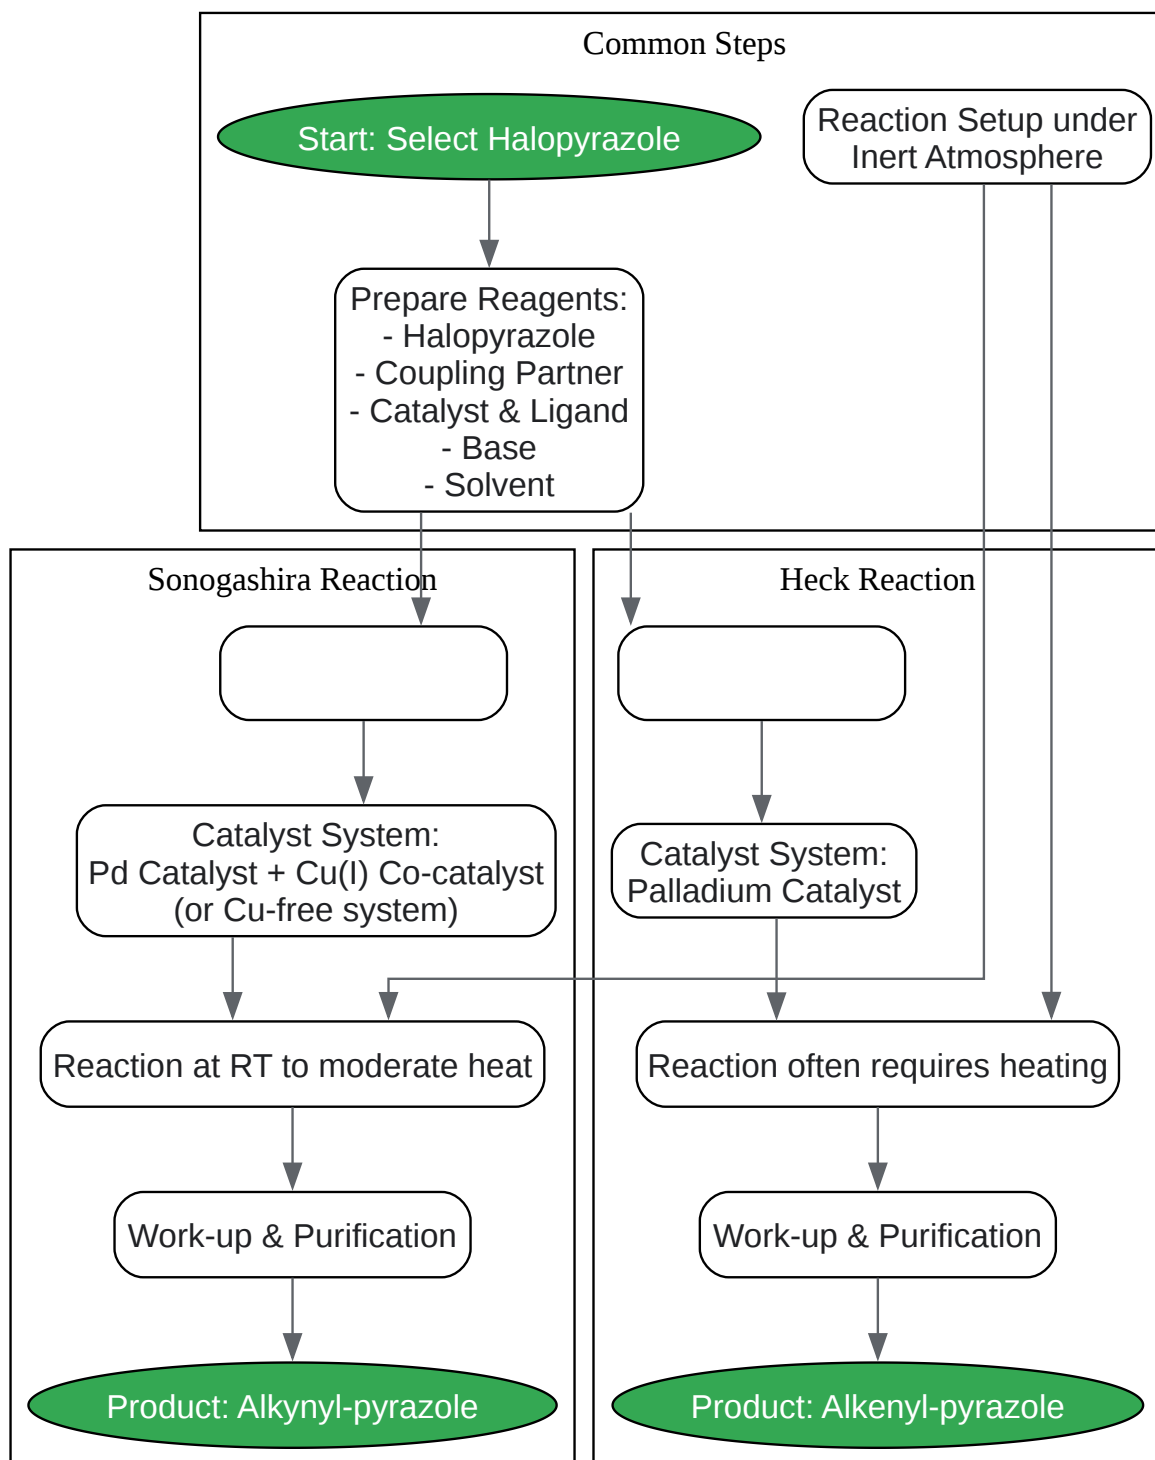 Common Steps
Start: Select Halopyrazole
Reaction Setup under
Inert Atmosphere
Prepare Reagents:
- Halopyrazole
- Coupling Partner
- Catalyst & Ligand
- Base
- Solvent
Sonogashira Reaction
Catalyst System:
Pd Catalyst + Cu(I) Co-catalyst
(or Cu-free system)
Reaction at RT to moderate heat
Work-up & Purification
Product: Alkynyl-pyrazole
Heck Reaction
Catalyst System:
Palladium Catalyst
Reaction often requires heating
Work-up & Purification
Product: Alkenyl-pyrazole